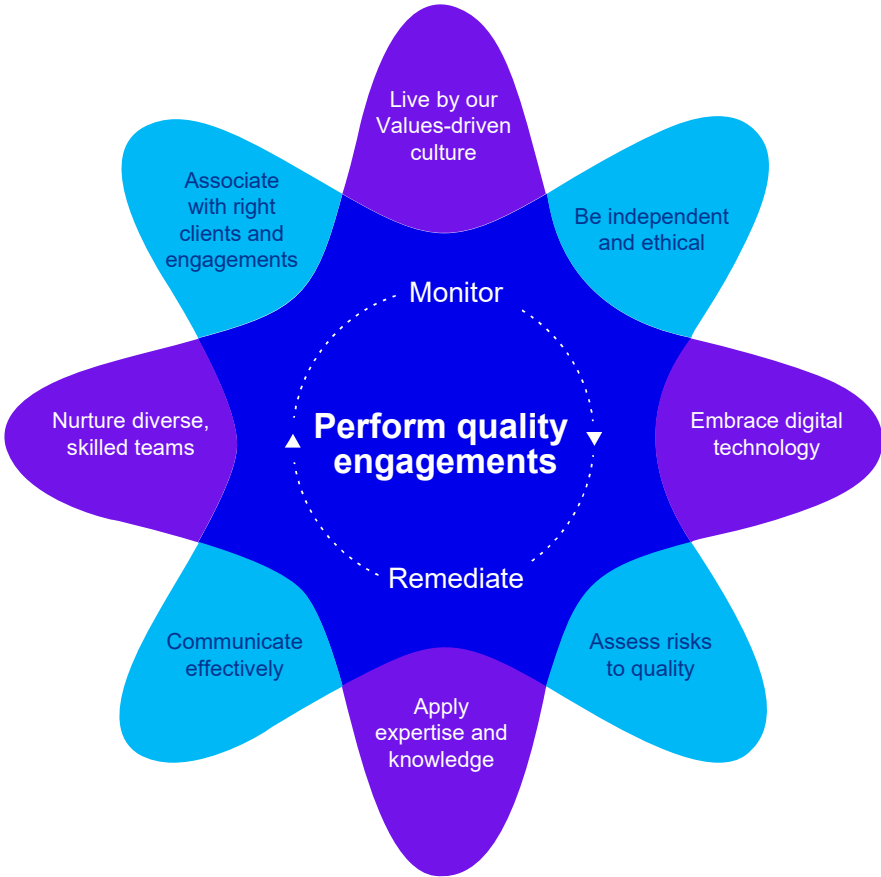 Live by our
Values-driven
culture
Associate
with right
clients and
engagements
Be independent
and ethical
Monitor
Nurture diverse,
skilled teams
Perform quality
engagements
Embrace digital
technology
Remediate
Communicate
effectively
Assess risks
to quality
Apply
expertise and
knowledge